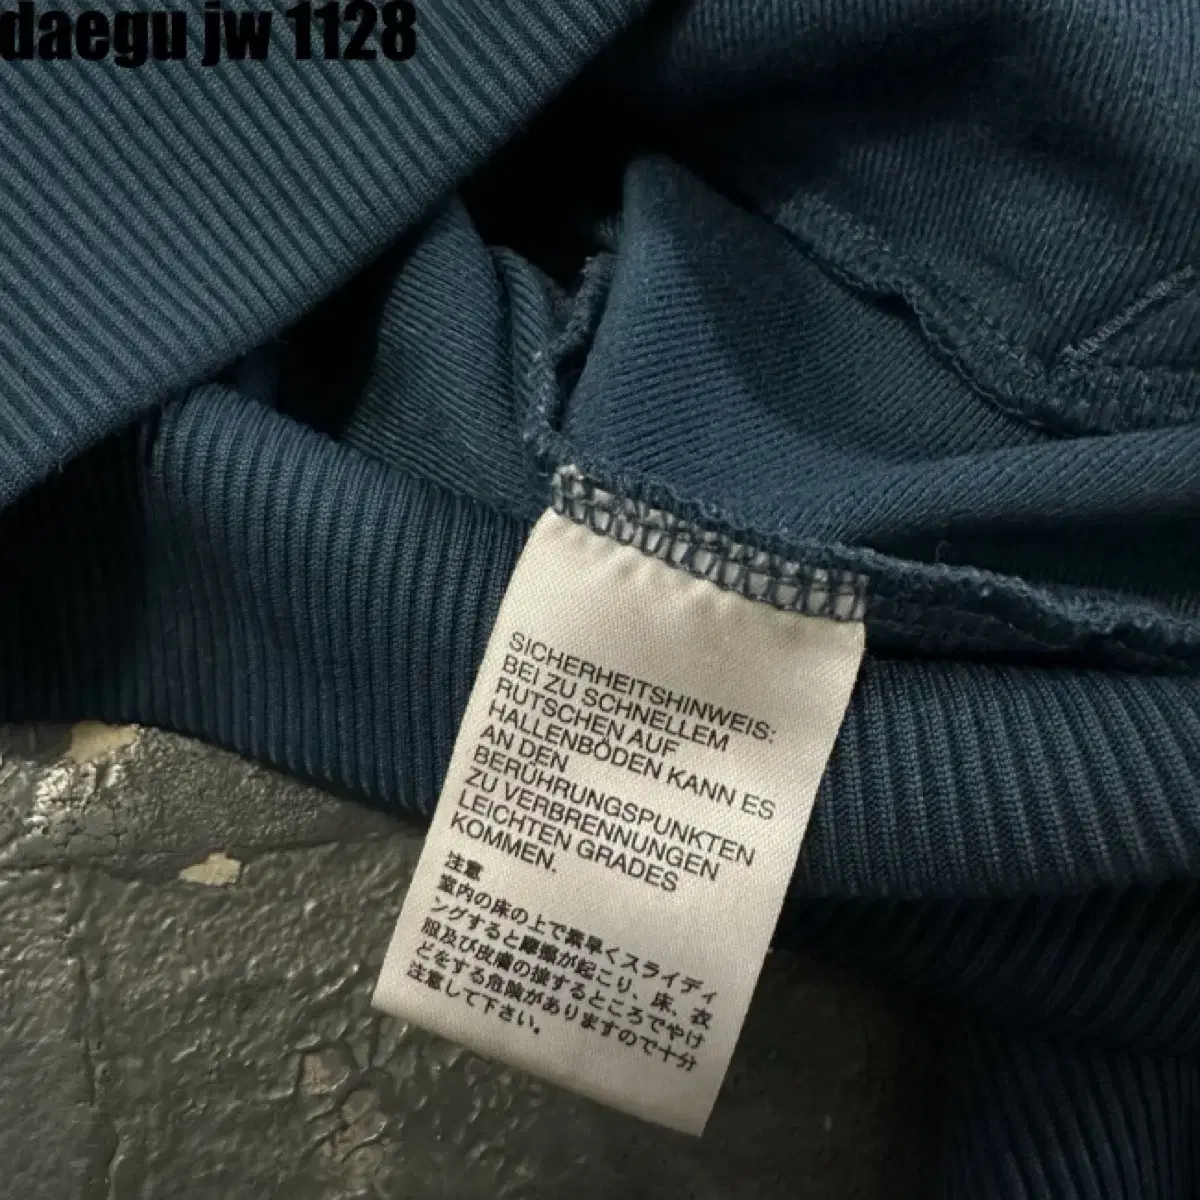 daegu jw 1128
SICHERHEITSHINWEIS:
BEI ZU SCHNELLEM
RUTSCHEN AUF
HALLENBÖDEN KANN ES
AN DEN
BERÜHRUNGSPUNKTEN
ZU VERBRENNUNGEN
LEICHTEN GRADES
KOMMEN.
注意
室内の床の上で素早くスライディ
ングすると摩擦が起こり、床、衣
服及び皮膚の接するところでやけ
どをする危険がありますので十分
注意して下さい。